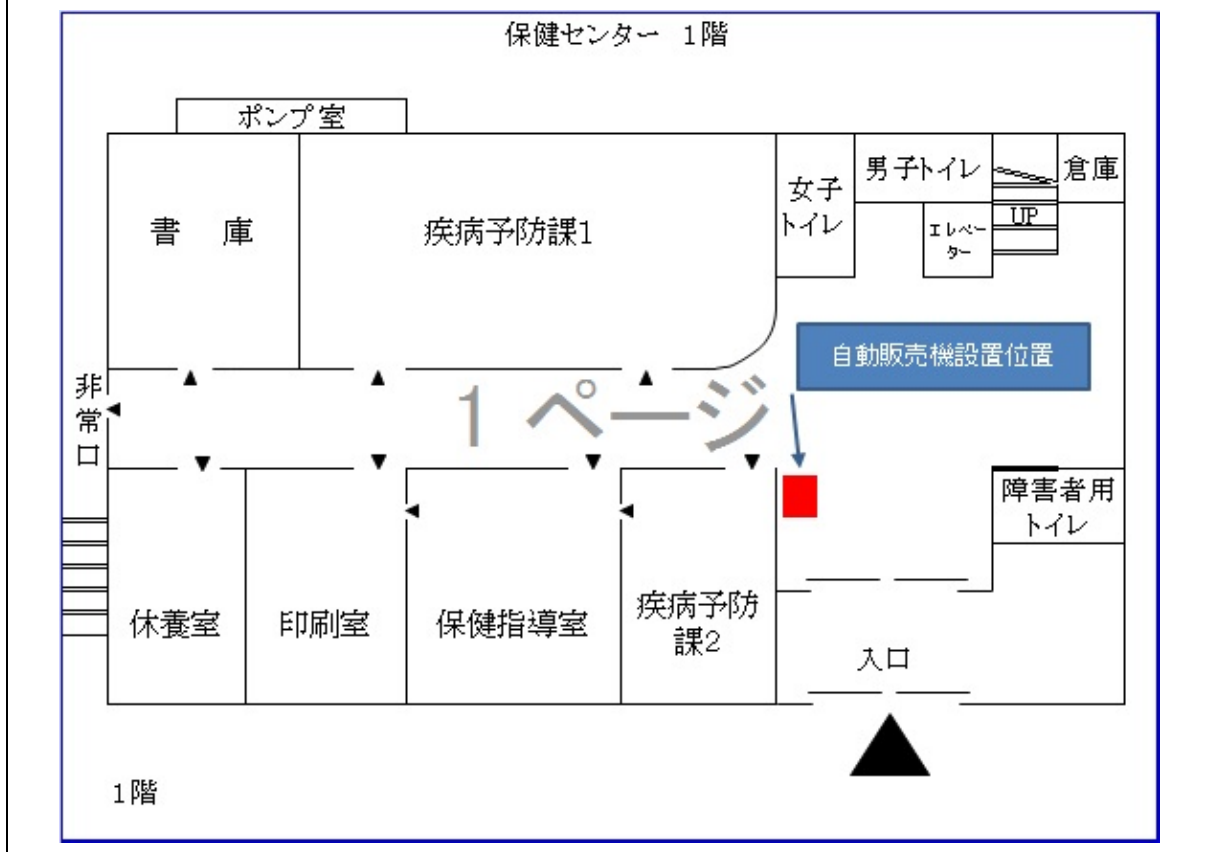 保健センター 1階
ポンプ室
書 庫
疾病予防課1
女子
トイレ
男子トイレ
倉庫
UP
エレベー
ター
自動販売機設置位置
非
常
口
1 ページ
障害者用
トイレ
休養室
印刷室
保健指導室
疾病予防
課2
入口
1階